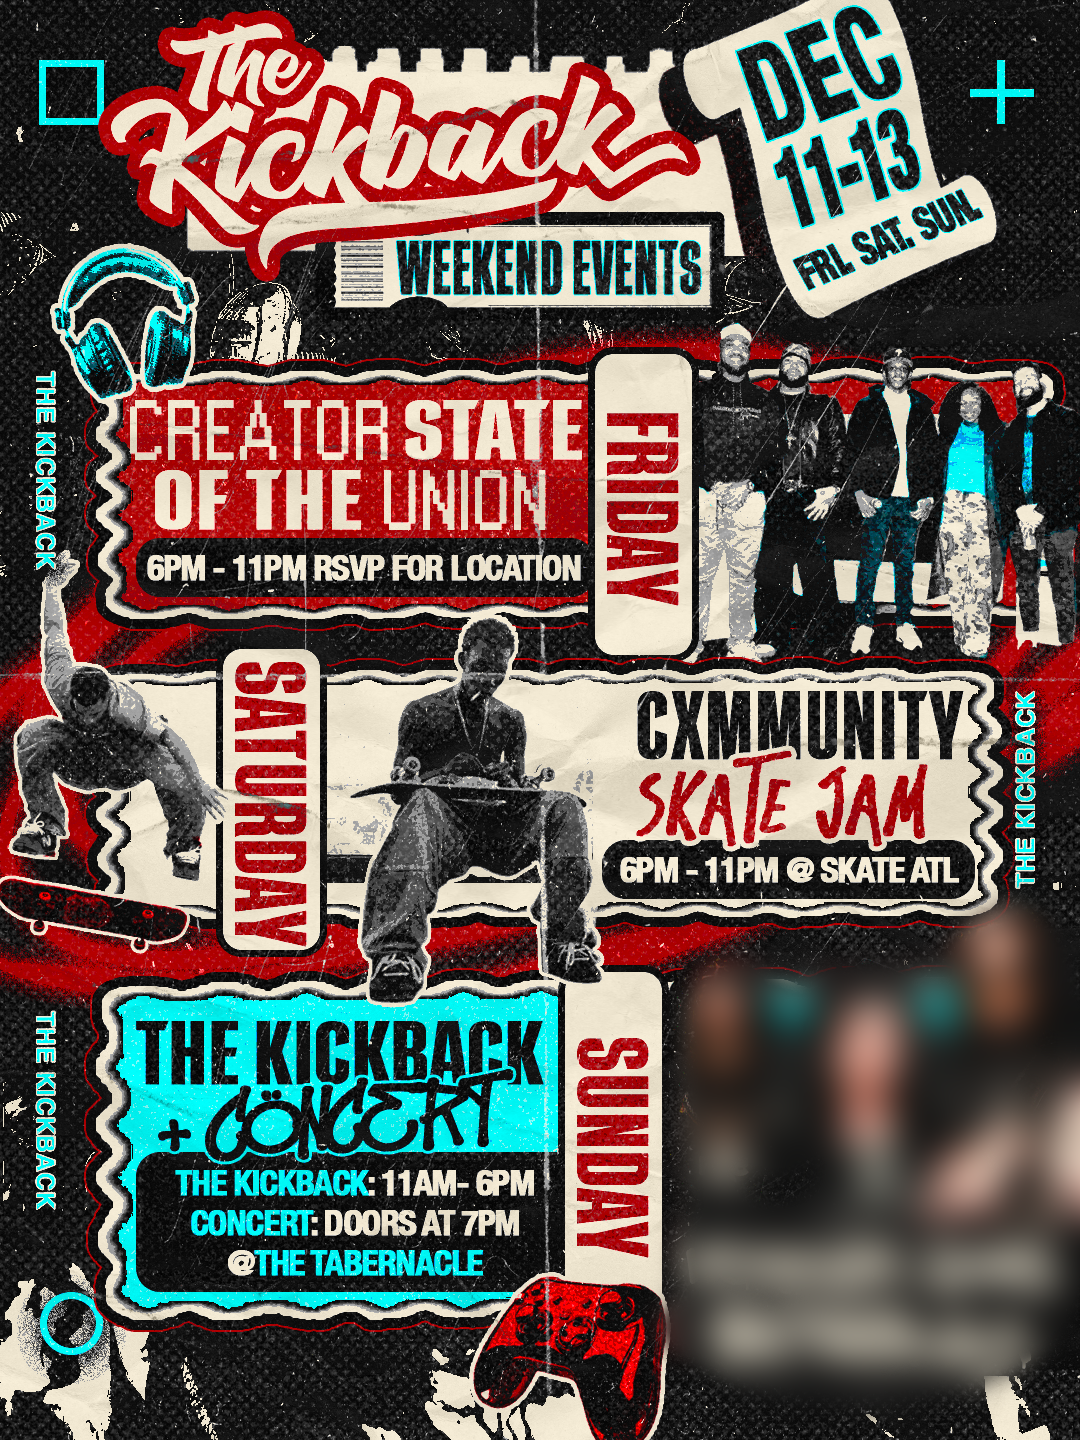 The
Kickback
DEC
11-13
FRI. SAT. SUN.
WEEKEND EVENTS
THE KICKBACK
CREATOR STATE
OF THE UNION
6PM - 11PM RSVP FOR LOCATION
FRIDAY
SATURDAY
CXMMUNITY
SKATE JAM
6PM - 11PM @ SKATE ATL
THE KICKBACK
THE KICKBACK
THE KICKBACK
+ CÖNCERT
THE KICKBACK: 11AM- 6PM
CONCERT: DOORS AT 7PM
@THE TABERNACLE
SUNDAY